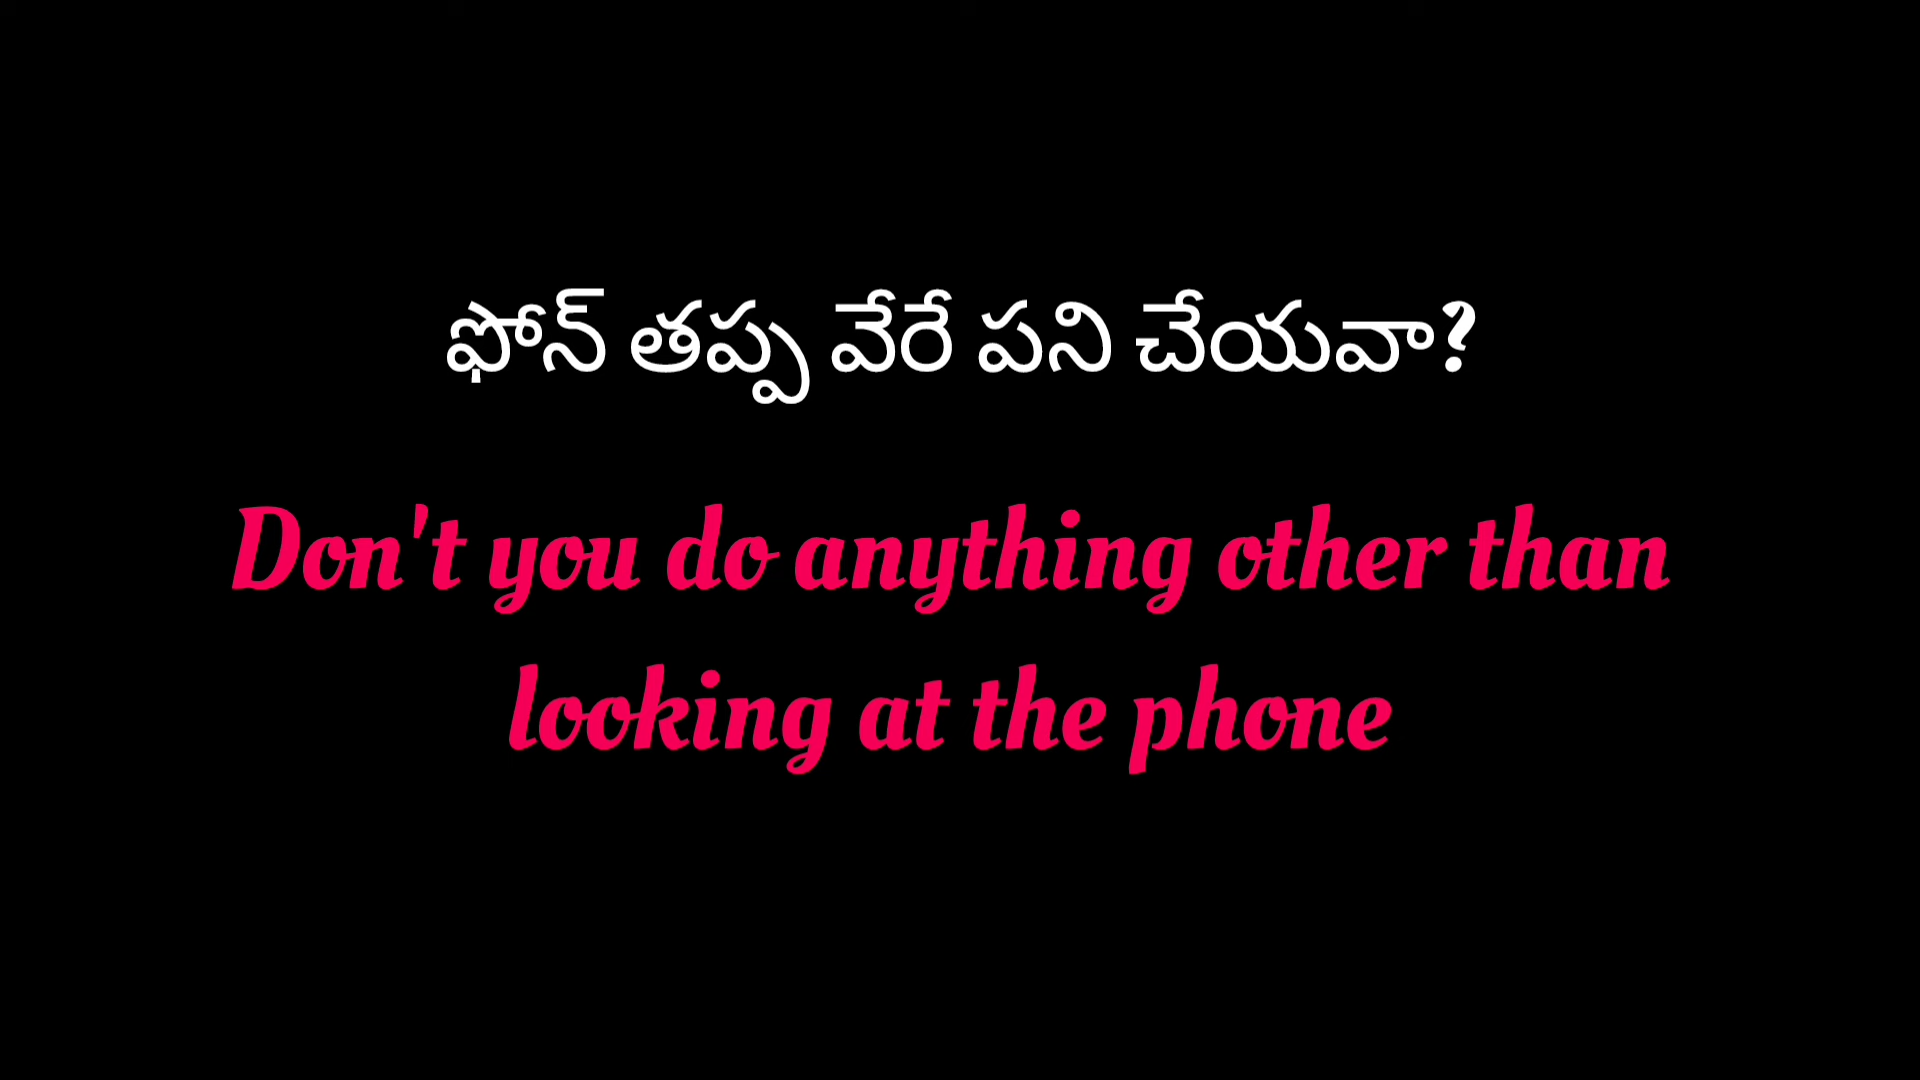 ఫోన్ తప్ప వేరే పని చేయవా?
Don't you do anything other than
looking at the phone